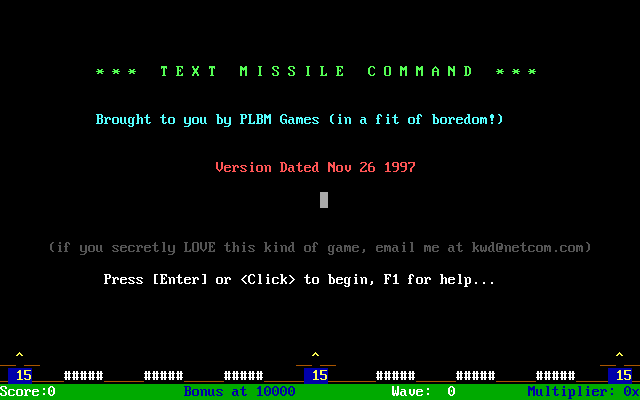 *** TEXT MISSILE COMMAND ***
Brought to you by PLBM Games (in a fit of boredom!)
Version Dated Nov 26 1997
(if you secretly LOVE this kind of game, email me at kwd@netcom.com)
Press [Enter] or <Click> to begin, F1 for help...
^ ^ ^
15 ##### ##### ##### 15 ##### ##### ##### 15
Score:0 Bonus at 10000 Wave: 0 Multiplier: 0x